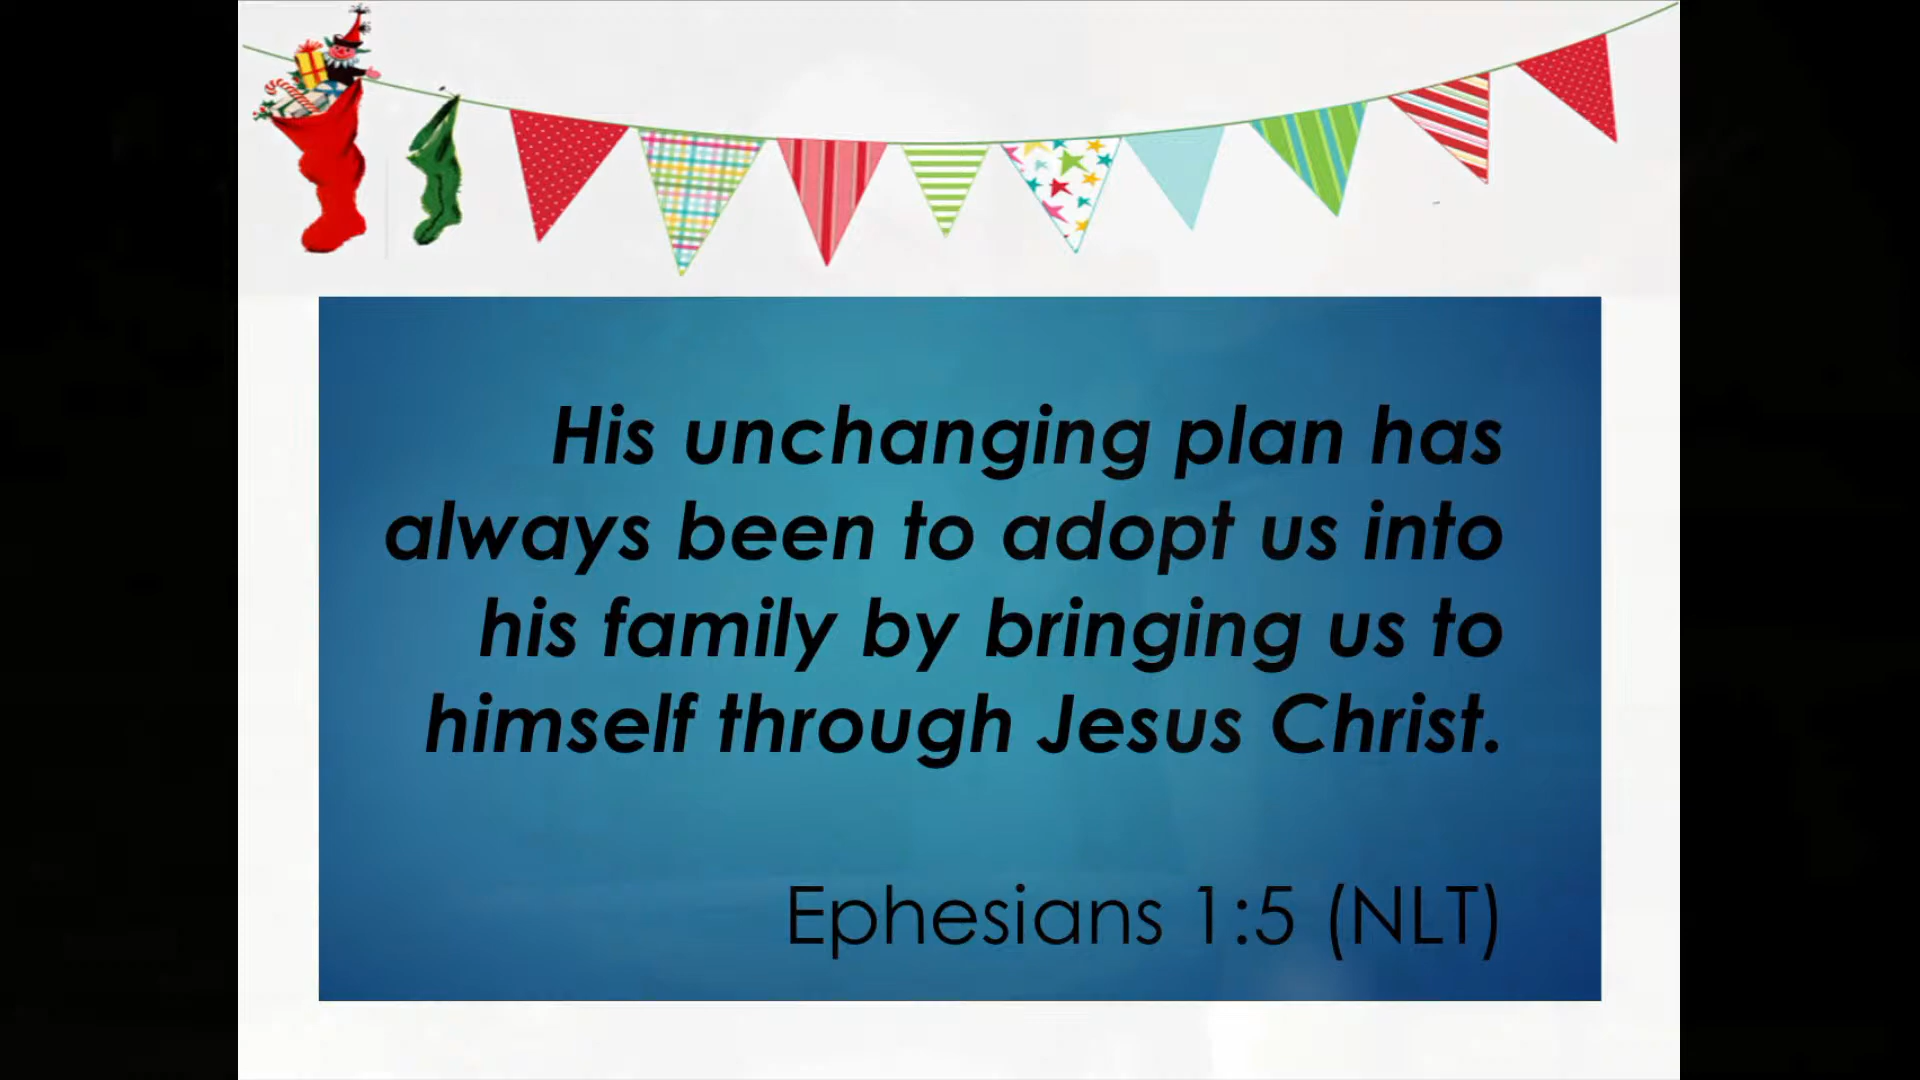 His unchanging plan has
always been to adopt us into
his family by bringing us to
himself through Jesus Christ.
Ephesians 1:5 (NLT)